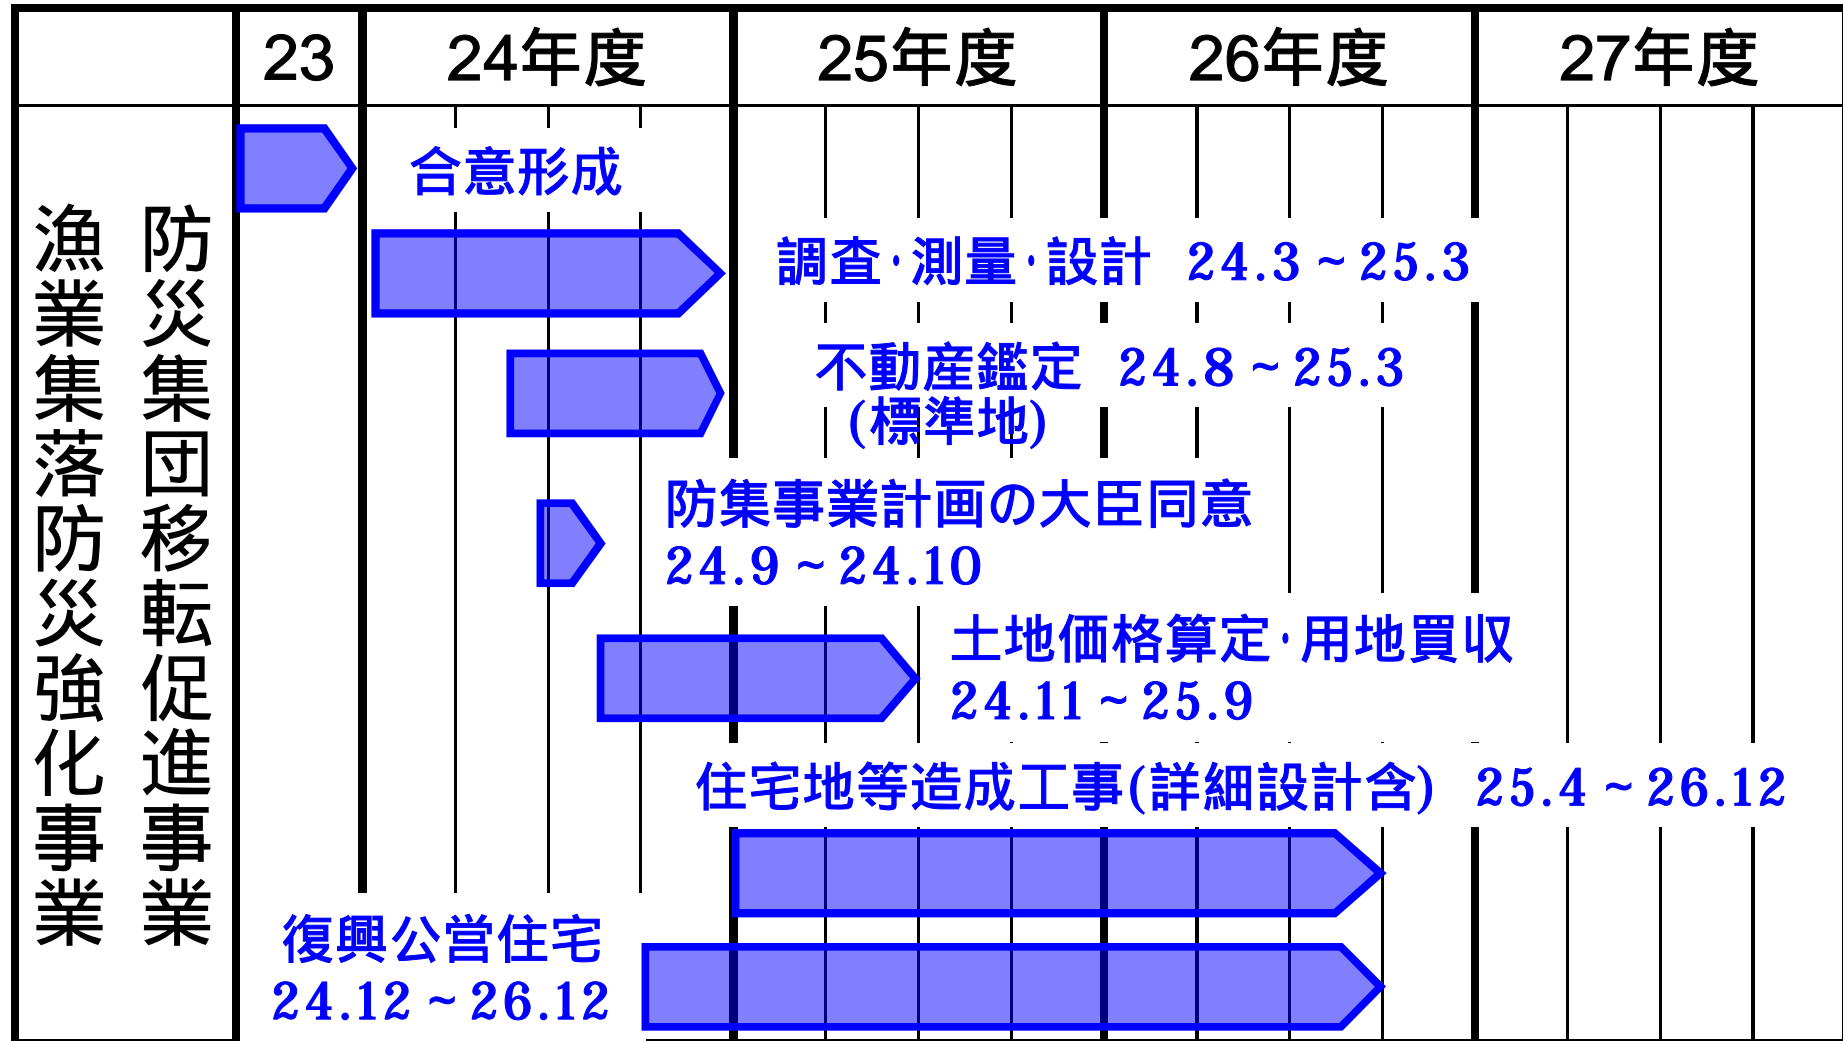 23
24年度
25年度
26年度
27年度
防災集団移転促進事業
漁業集落防災強化事業
合意形成
調査・測量・設計 24.3~25.3
不動産鑑定 24.8~25.3
(標準地)
防集事業計画の大臣同意
24.9~24.10
土地価格算定・用地買収
24.11~25.9
住宅地等造成工事(詳細設計含) 25.4~26.12
復興公営住宅
24.12~26.12